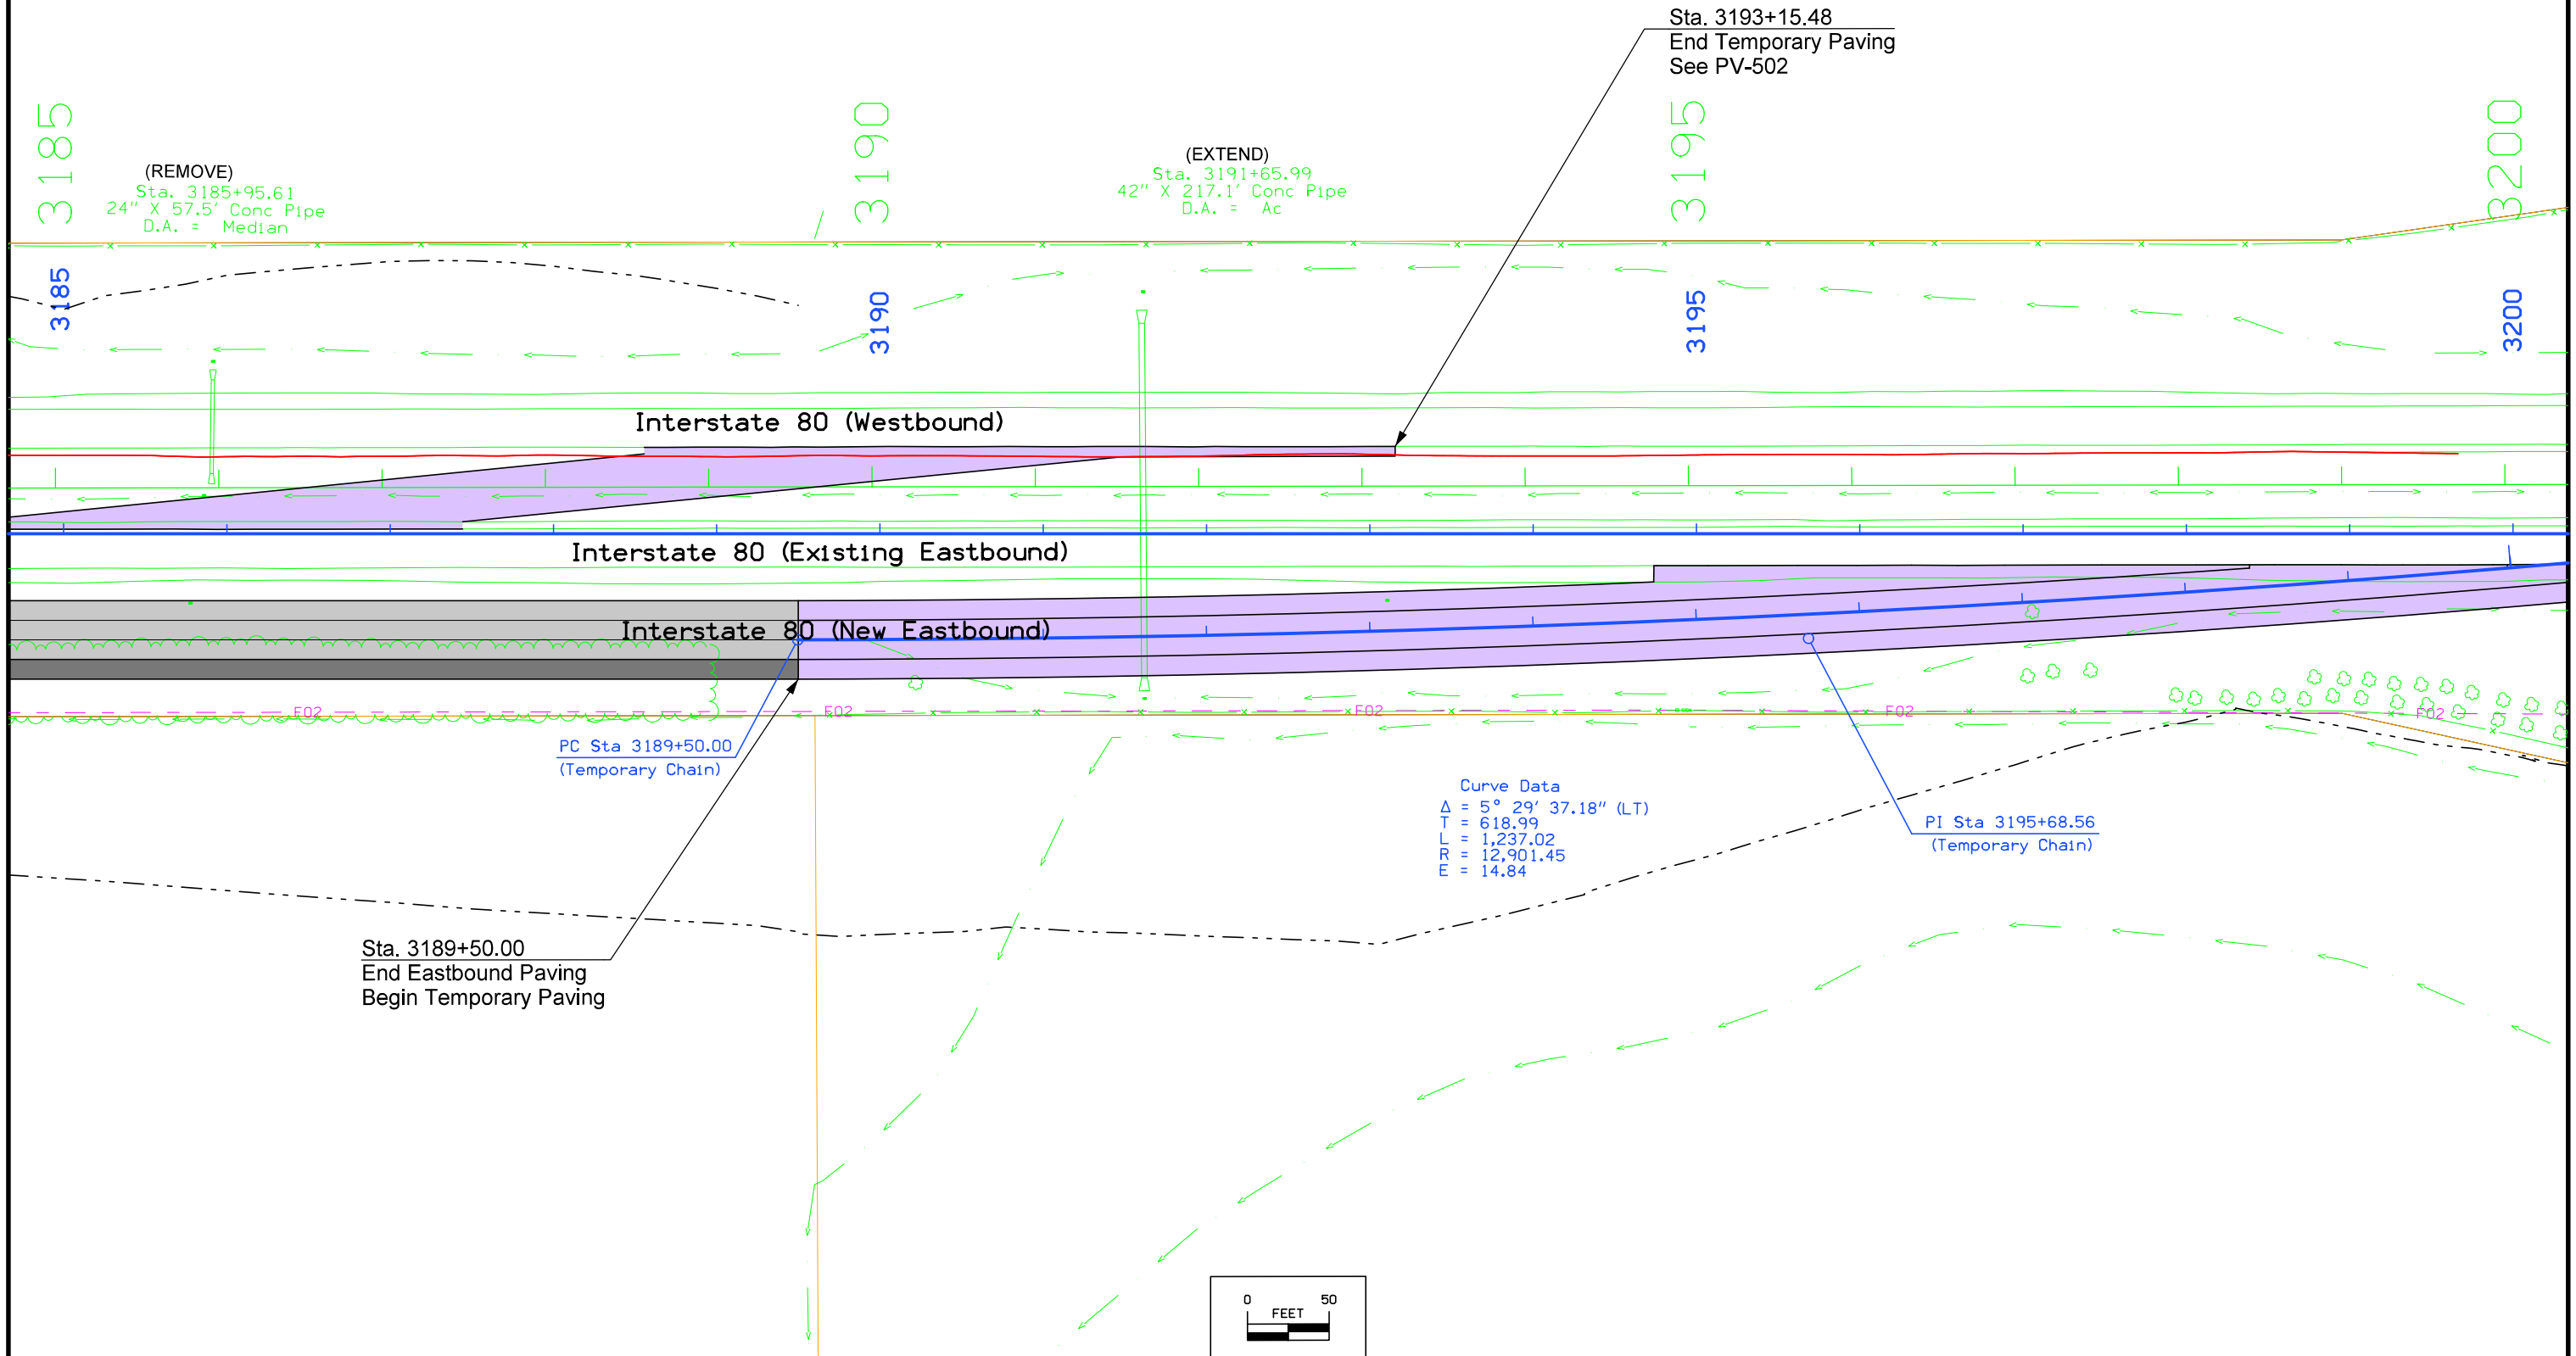 Sta. 3193+15.48
End Temporary Paving
See PV-502
3185
3190
3195
3200
(REMOVE)
Sta. 3185+95.61
24" X 57.5' Conc Pipe
D.A. = Median
(EXTEND)
Sta. 3191+65.99
42" X 217.1' Conc Pipe
D.A. = Ac
3185
3190
3195
3200
Interstate 80 (Westbound)
Interstate 80 (Existing Eastbound)
Interstate 80 (New Eastbound)
FO2
FO2
FO2
FO2
FO2
PC Sta 3189+50.00
(Temporary Chain)
Curve Data
Δ = 5° 29' 37.18" (LT)
T = 618.99
L = 1,237.02
R = 12,901.45
E = 14.84
PI Sta 3195+68.56
(Temporary Chain)
Sta. 3189+50.00
End Eastbound Paving
Begin Temporary Paving
0 50
FEET